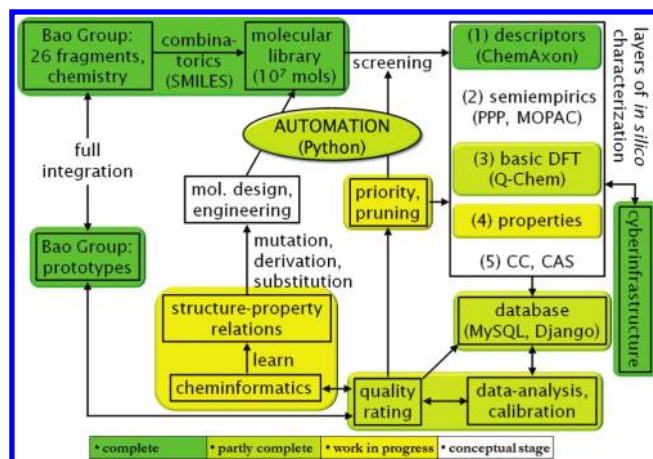 Bao Group:
26 fragments,
chemistry
combina-
torics
(SMILES)
molecular
library
(10⁷ mols)
screening
(1) descriptors
(ChemAxon)
(2) semiempirics
(PPP, MOPAC)
(3) basic DFT
(Q-Chem)
(4) properties
(5) CC, CAS
layers of in silico
characterization
full
integration
AUTOMATION
(Python)
mol. design,
engineering
priority,
pruning
Bao Group:
prototypes
mutation,
derivation,
substitution
structure-property
relations
learn
cheminformatics
quality
rating
database
(MySQL, Django)
data-analysis,
calibration
cyberinfrastructure
• complete
• partly complete
• work in progress
• conceptual stage